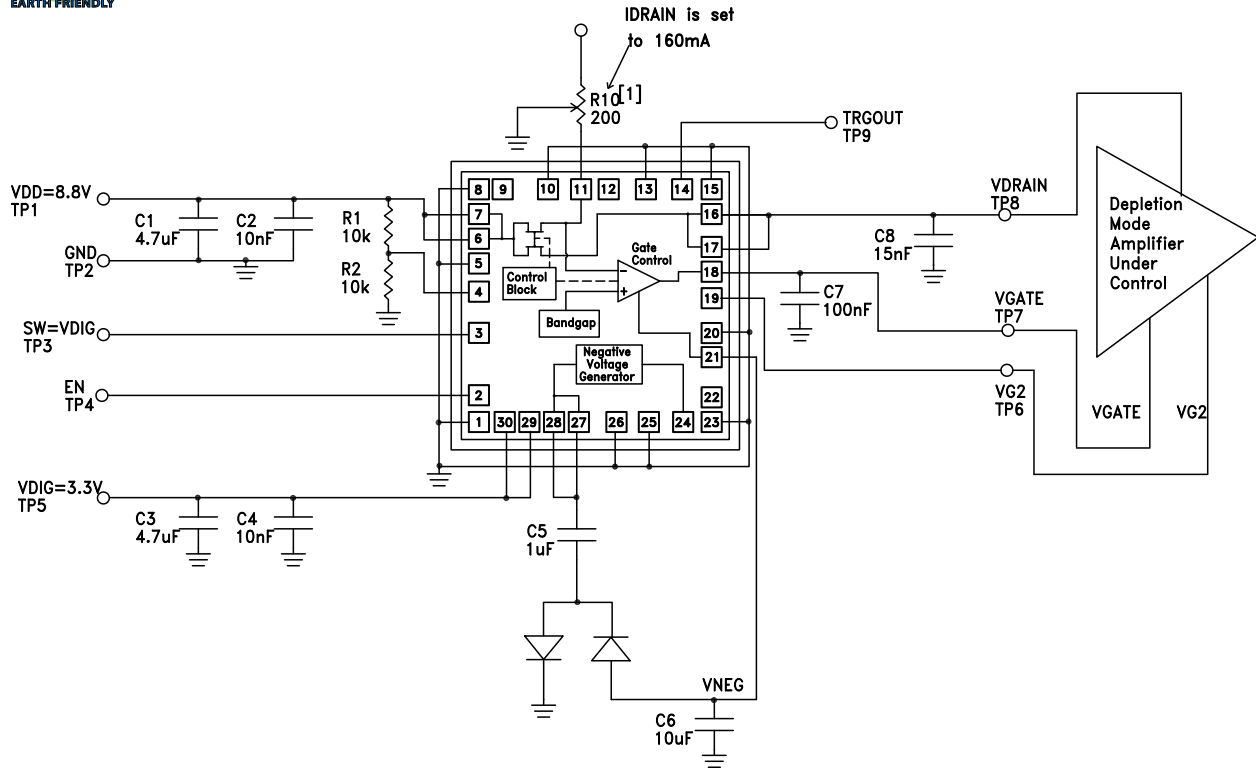 EARTH FRIENDLY
IDRAIN is set
to 160mA
R10[1]
200
TRGOUT
TP9
VDD=8.8V
TP1
C1
4.7uF
C2
10nF
R1
10k
GND
TP2
R2
10k
SW=VDIG
TP3
EN
TP4
VDIG=3.3V
TP5
C3
4.7uF
C4
10nF
8
9
10
11
12
13
14
15
7
6
5
4
3
2
1
30
29
28
27
26
25
24
23
16
17
18
19
20
21
22
Gate
Control
−
+
Control
Block
Bandgap
Negative
Voltage
Generator
C5
1uF
VNEG
C6
10uF
C7
100nF
C8
15nF
VDRAIN
TP8
VGATE
TP7
VG2
TP6
Depletion
Mode
Amplifier
Under
Control
VGATE
VG2